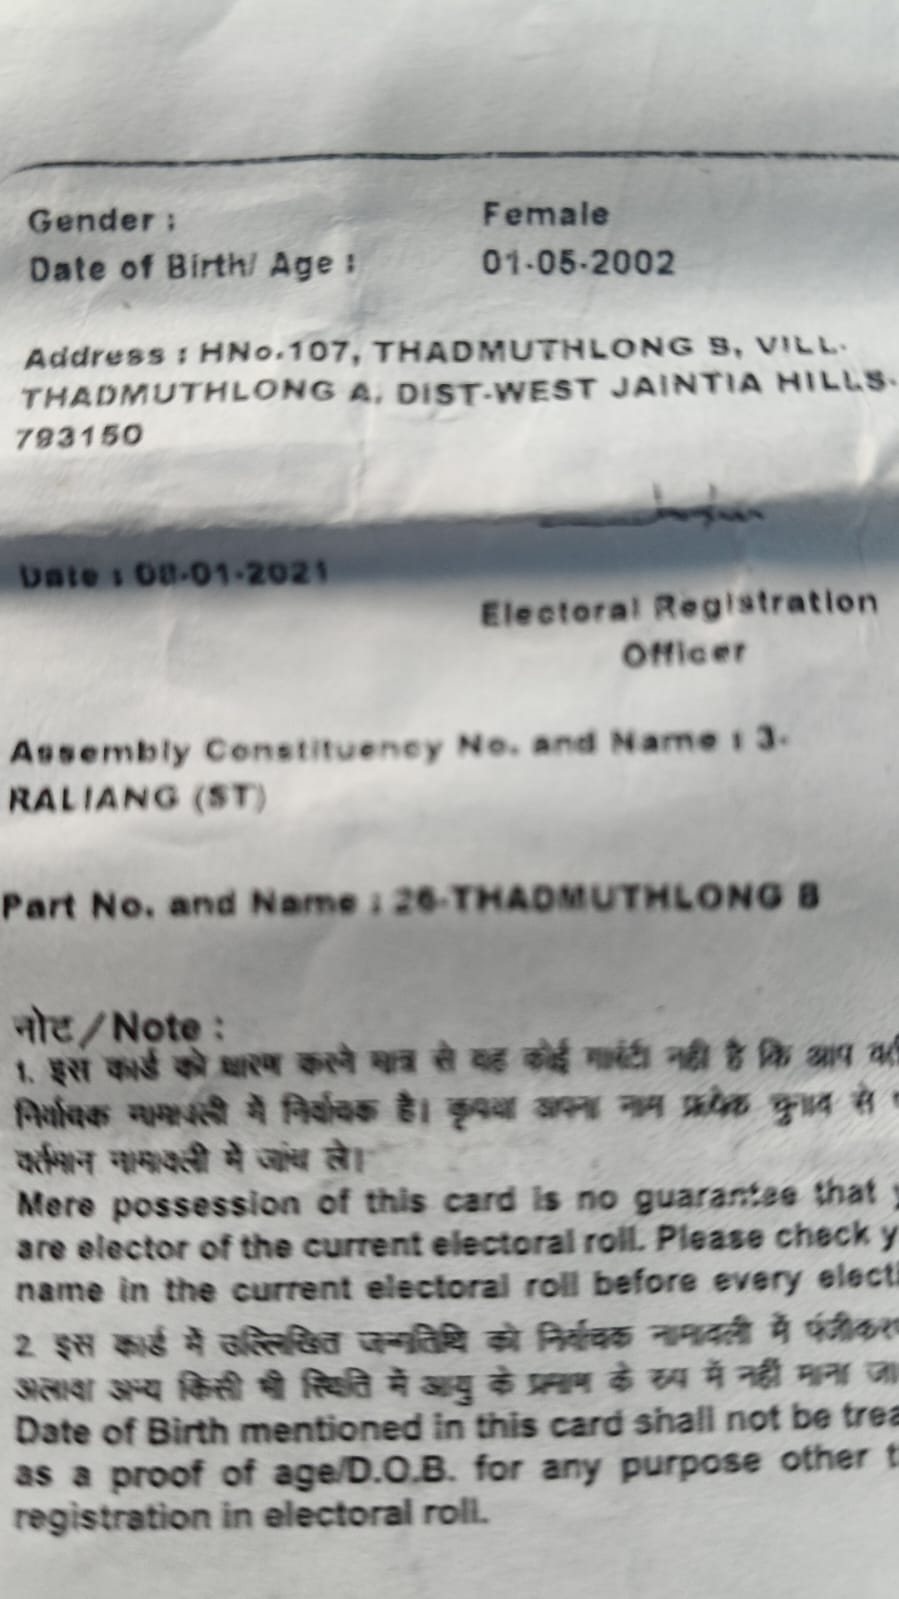 Gender : Female
Date of Birth/ Age : 01-05-2002
Address : HNo.107, THADMUTHLONG B, VILL-
THADMUTHLONG A, DIST-WEST JAINTIA HILLS-
793150
Date : 08-01-2021
Electoral Registration
Officer
Assembly Constituency No. and Name : 3-
RALIANG (ST)
Part No. and Name : 26-THADMUTHLONG B
नोट / Note :
1. इस कार्ड को धारण करने मात्र से यह कोई गारंटी नही है कि आप
निर्वाचक नामावली में निर्वाचक है। कृपया अपना नाम प्रत्येक चुनाव से
वर्तमान नामावली में जांच ले।
Mere possession of this card is no guarantee that
are elector of the current electoral roll. Please check
name in the current electoral roll before every
2. इस कार्ड में उल्लिखित जन्मतिथि को निर्वाचक नामावली में
अलावा अन्य किसी भी स्थिति में आयु के प्रमाण के रुप में नहीं माना
Date of Birth mentioned in this card shall not be
as a proof of age/D.O.B. for any purpose other
registration in electoral roll.